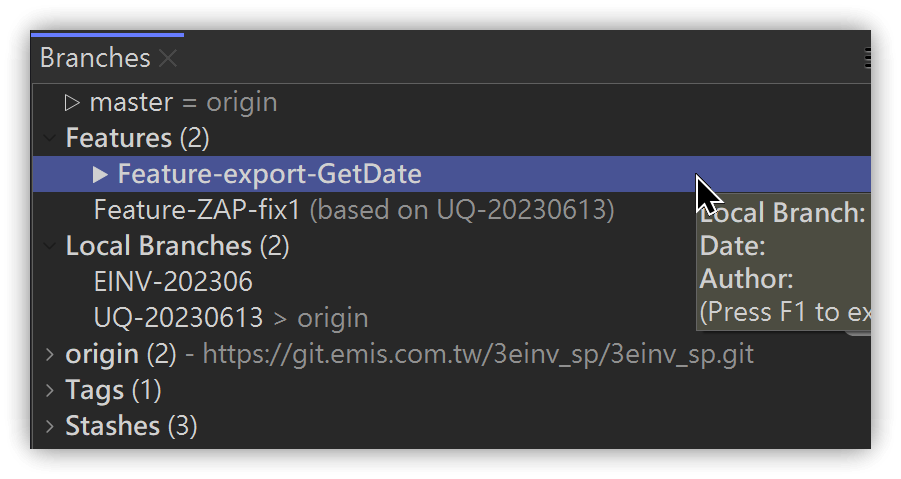 Branches
master = origin
Features (2)
Feature-export-GetDate
Feature-ZAP-fix1 (based on UQ-20230613)
Local Branch:
Date:
Author:
(Press F1 to ex
Local Branches (2)
EINV-202306
UQ-20230613 > origin
origin (2) - https://git.emis.com.tw/3einv_sp/3einv_sp.git
Tags (1)
Stashes (3)